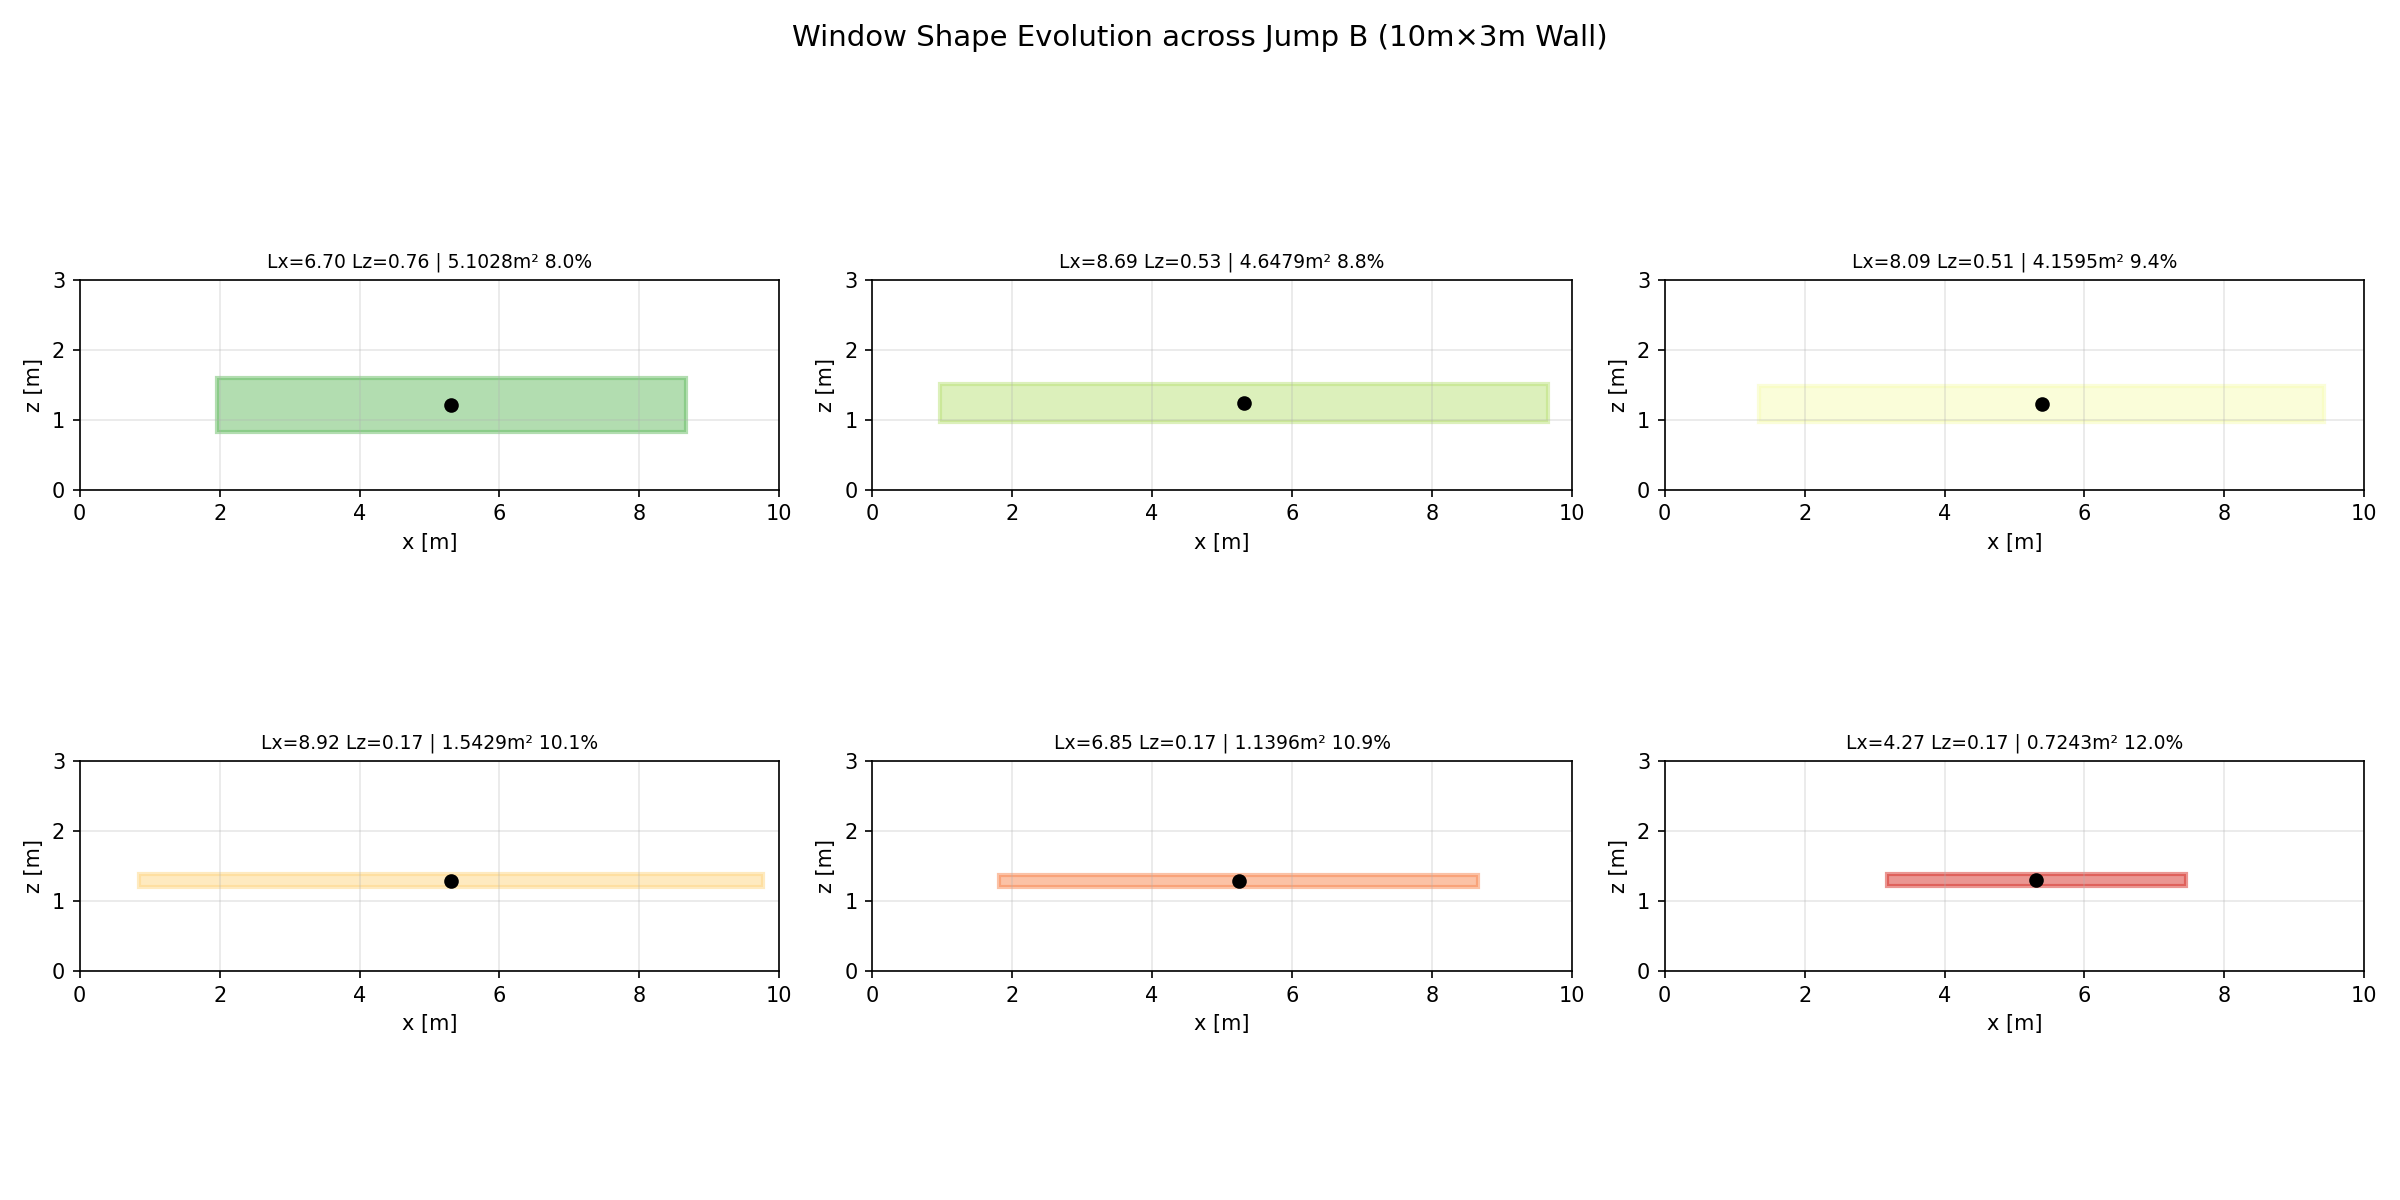 Window Shape Evolution across Jump B (10m×3m Wall)
Lx=6.70 Lz=0.76 | 5.1028m² 8.0%
3
2
1
0
z [m]
0 2 4 6 8 10
x [m]
Lx=8.69 Lz=0.53 | 4.6479m² 8.8%
3
2
1
0
z [m]
0 2 4 6 8 10
x [m]
Lx=8.09 Lz=0.51 | 4.1595m² 9.4%
3
2
1
0
z [m]
0 2 4 6 8 10
x [m]
Lx=8.92 Lz=0.17 | 1.5429m² 10.1%
3
2
1
0
z [m]
0 2 4 6 8 10
x [m]
Lx=6.85 Lz=0.17 | 1.1396m² 10.9%
3
2
1
0
z [m]
0 2 4 6 8 10
x [m]
Lx=4.27 Lz=0.17 | 0.7243m² 12.0%
3
2
1
0
z [m]
0 2 4 6 8 10
x [m]